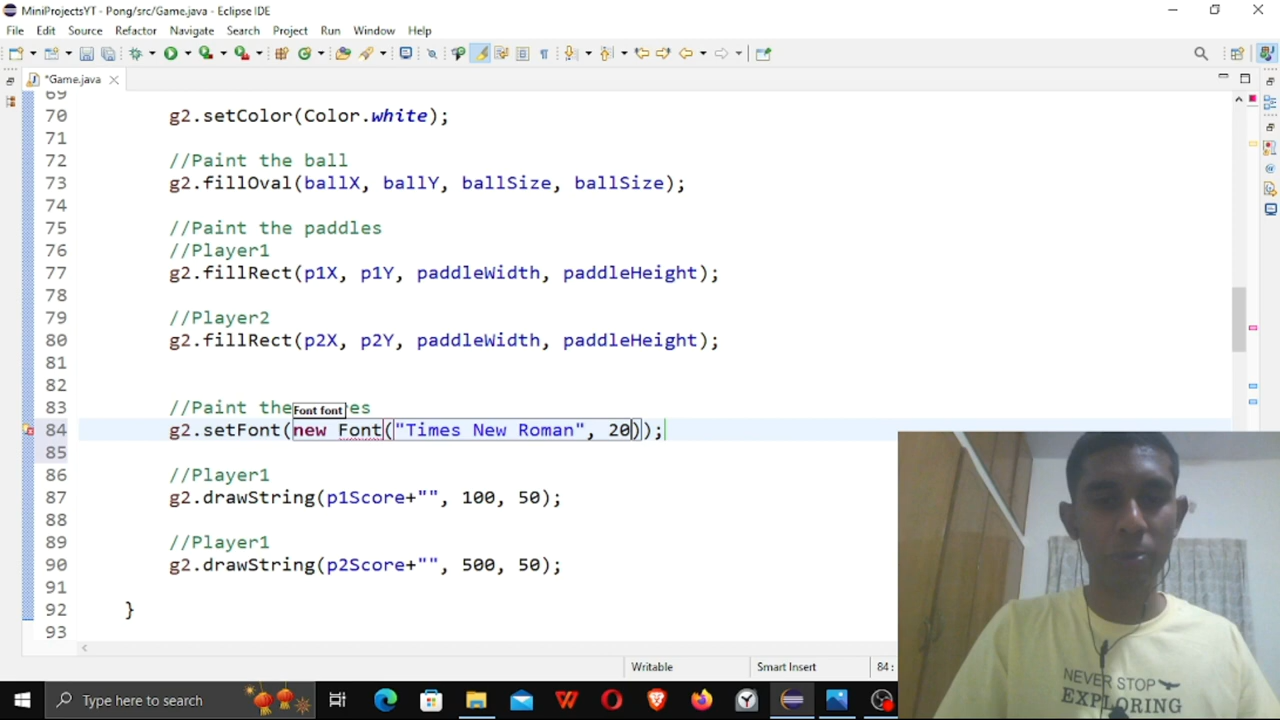 MiniProjectsYT - Pong/src/Game.java - Eclipse IDE
File Edit Source Refactor Navigate Search Project Run Window Help
*Game.java
69
70 g2.setColor(Color.white);
71
72 //Paint the ball
73 g2.fillOval(ballX, ballY, ballSize, ballSize);
74
75 //Paint the paddles
76 //Player1
77 g2.fillRect(p1X, p1Y, paddleWidth, paddleHeight);
78
79 //Player2
80 g2.fillRect(p2X, p2Y, paddleWidth, paddleHeight);
81
82
83 //Paint the Font font es
84 g2.setFont(new Font("Times New Roman", 20));
85
86 //Player1
87 g2.drawString(p1Score+"", 100, 50);
88
89 //Player1
90 g2.drawString(p2Score+"", 500, 50);
91
92 }
93
Writable Smart Insert 84 :
NEVER STOP
EXPLORING
Type here to search